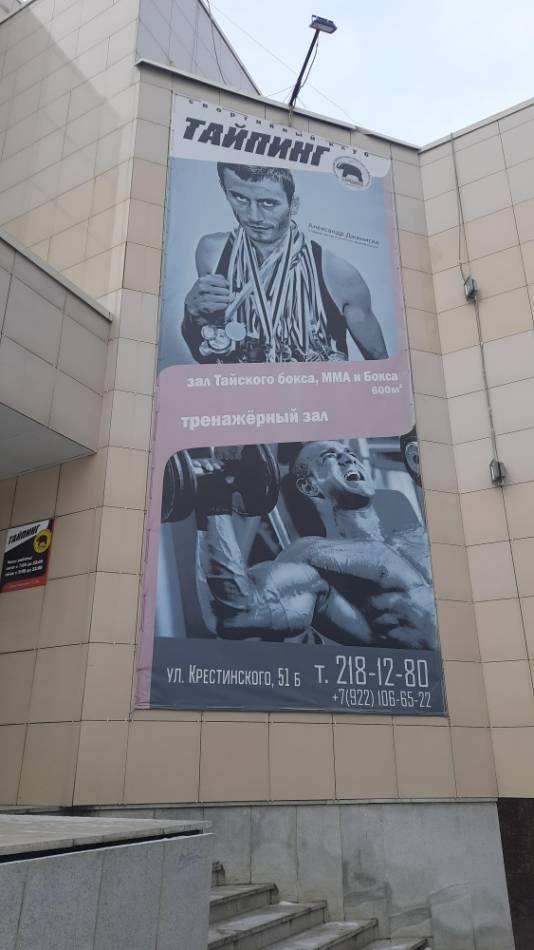 спортивный клуб
ТАЙПИНГ
Александр Дмитренко
зал Тайского бокса, ММА и Бокса
600м²
тренажёрный зал
ул. Крестинского, 51 Б
т. 218-12-80
+7(922) 106-65-22
ТАЙПИНГ